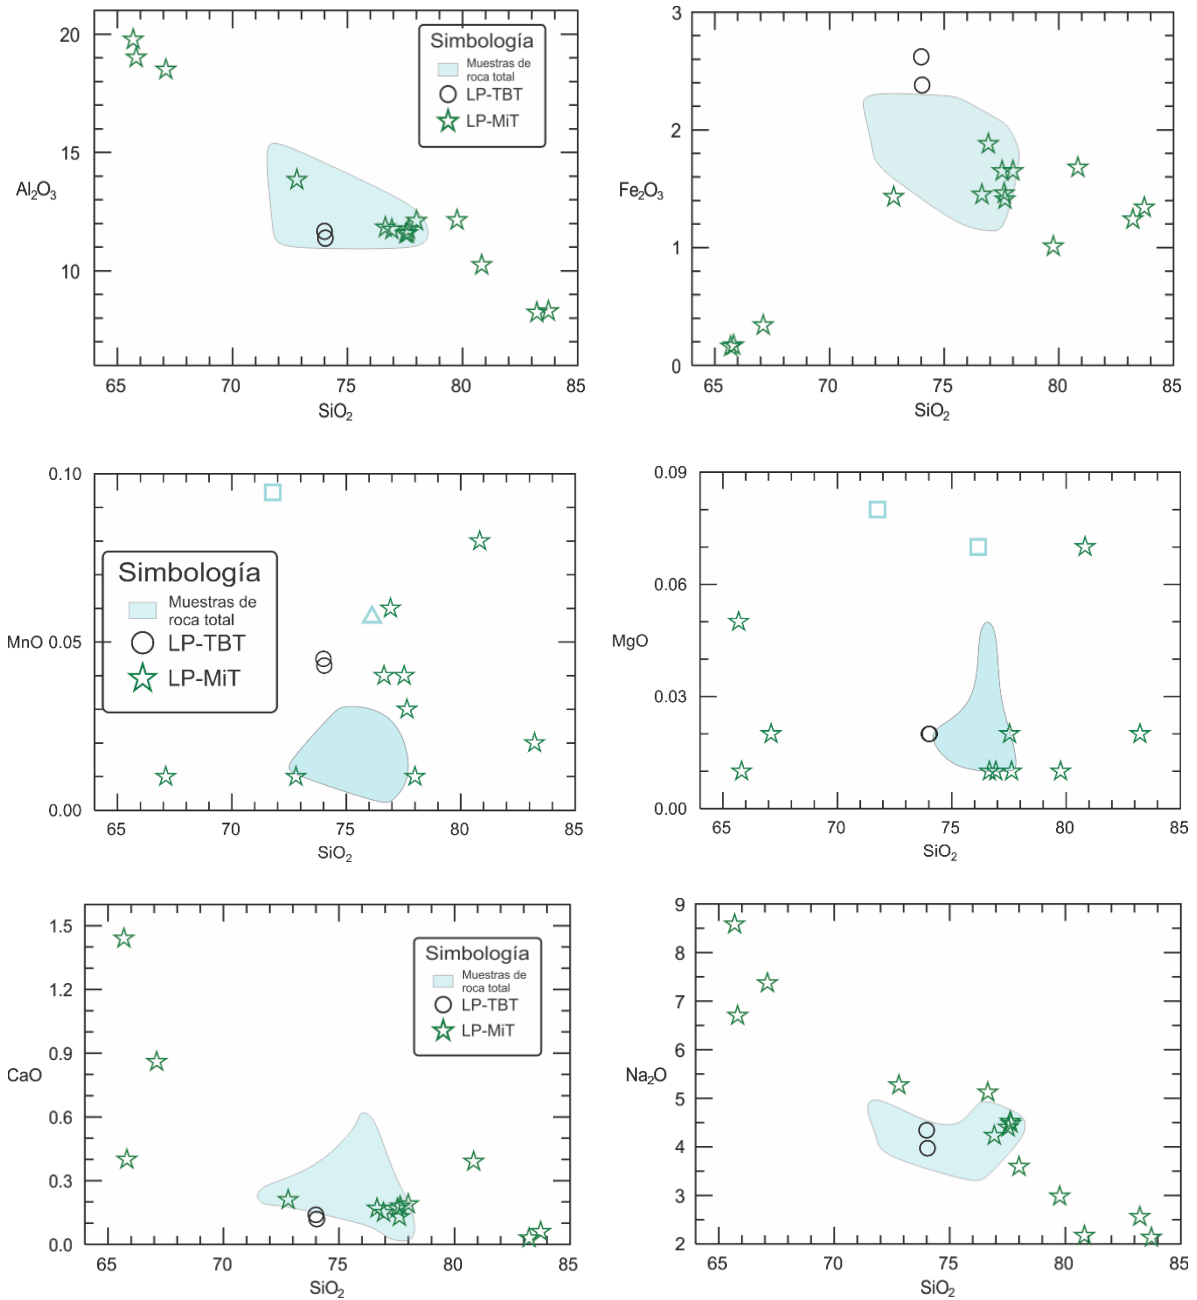 20
15
10
Al₂O₃
65
70
75
80
85
SiO₂
Simbología
Muestras de
roca total
LP-TBT
LP-MiT
3
2
1
0
Fe₂O₃
65
70
75
80
85
SiO₂
0.10
0.05
0.00
MnO
65
70
75
80
85
SiO₂
Simbología
Muestras de
roca total
LP-TBT
LP-MiT
0.09
0.06
0.03
0.00
MgO
65
70
75
80
85
SiO₂
1.5
1.2
0.9
0.6
0.3
0.0
CaO
65
70
75
80
85
SiO₂
Simbología
Muestras de
roca total
LP-TBT
LP-MiT
9
8
7
6
5
4
3
2
Na₂O
65
70
75
80
85
SiO₂